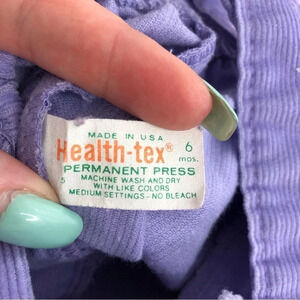 MADE IN U.S.A
Health-tex® 6 mos.
PERMANENT PRESS
5 MACHINE WASH AND DRY
WITH LIKE COLORS
MEDIUM SETTINGS - NO BLEACH